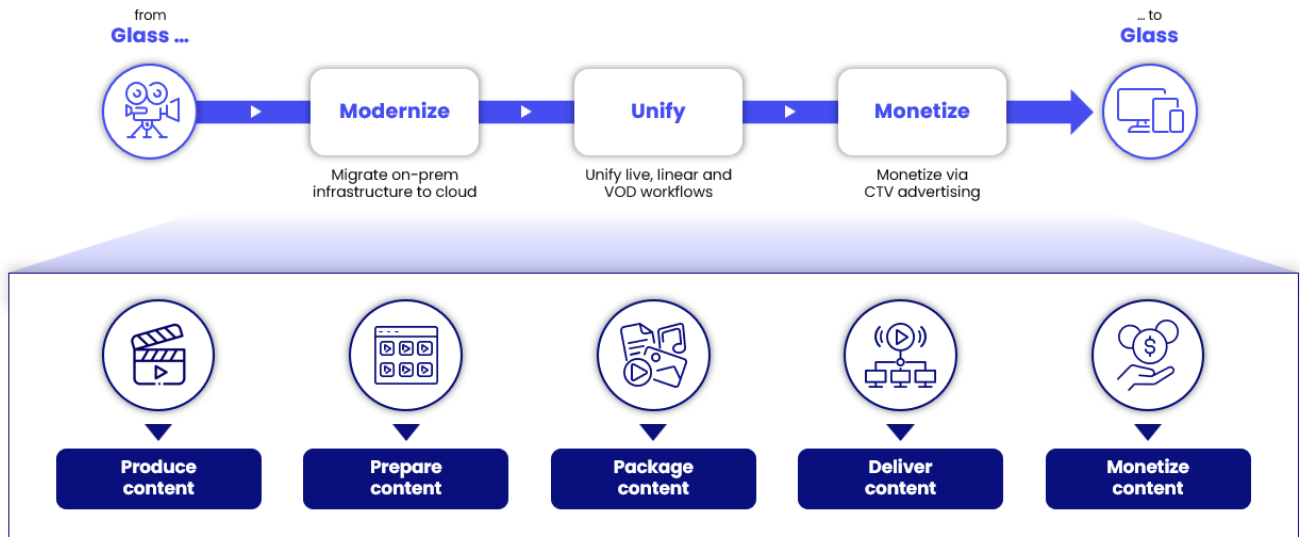 from
Glass ...
... to
Glass
Modernize
Unify
Monetize
Migrate on-prem
infrastructure to cloud
Unify live, linear and
VOD workflows
Monetize via
CTV advertising
$
Produce
content
Prepare
content
Package
content
Deliver
content
Monetize
content